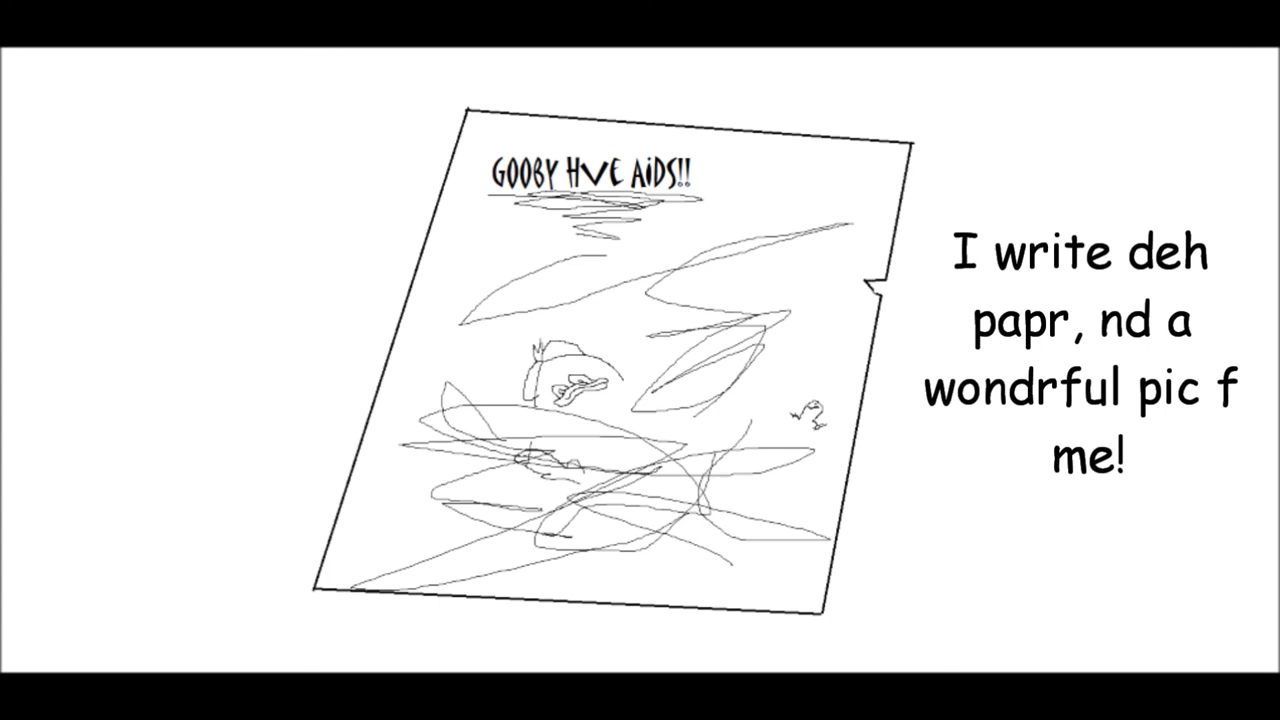 GOOBY HVE AiDS!!
I write deh
papr, nd a
wondrful pic f
me!